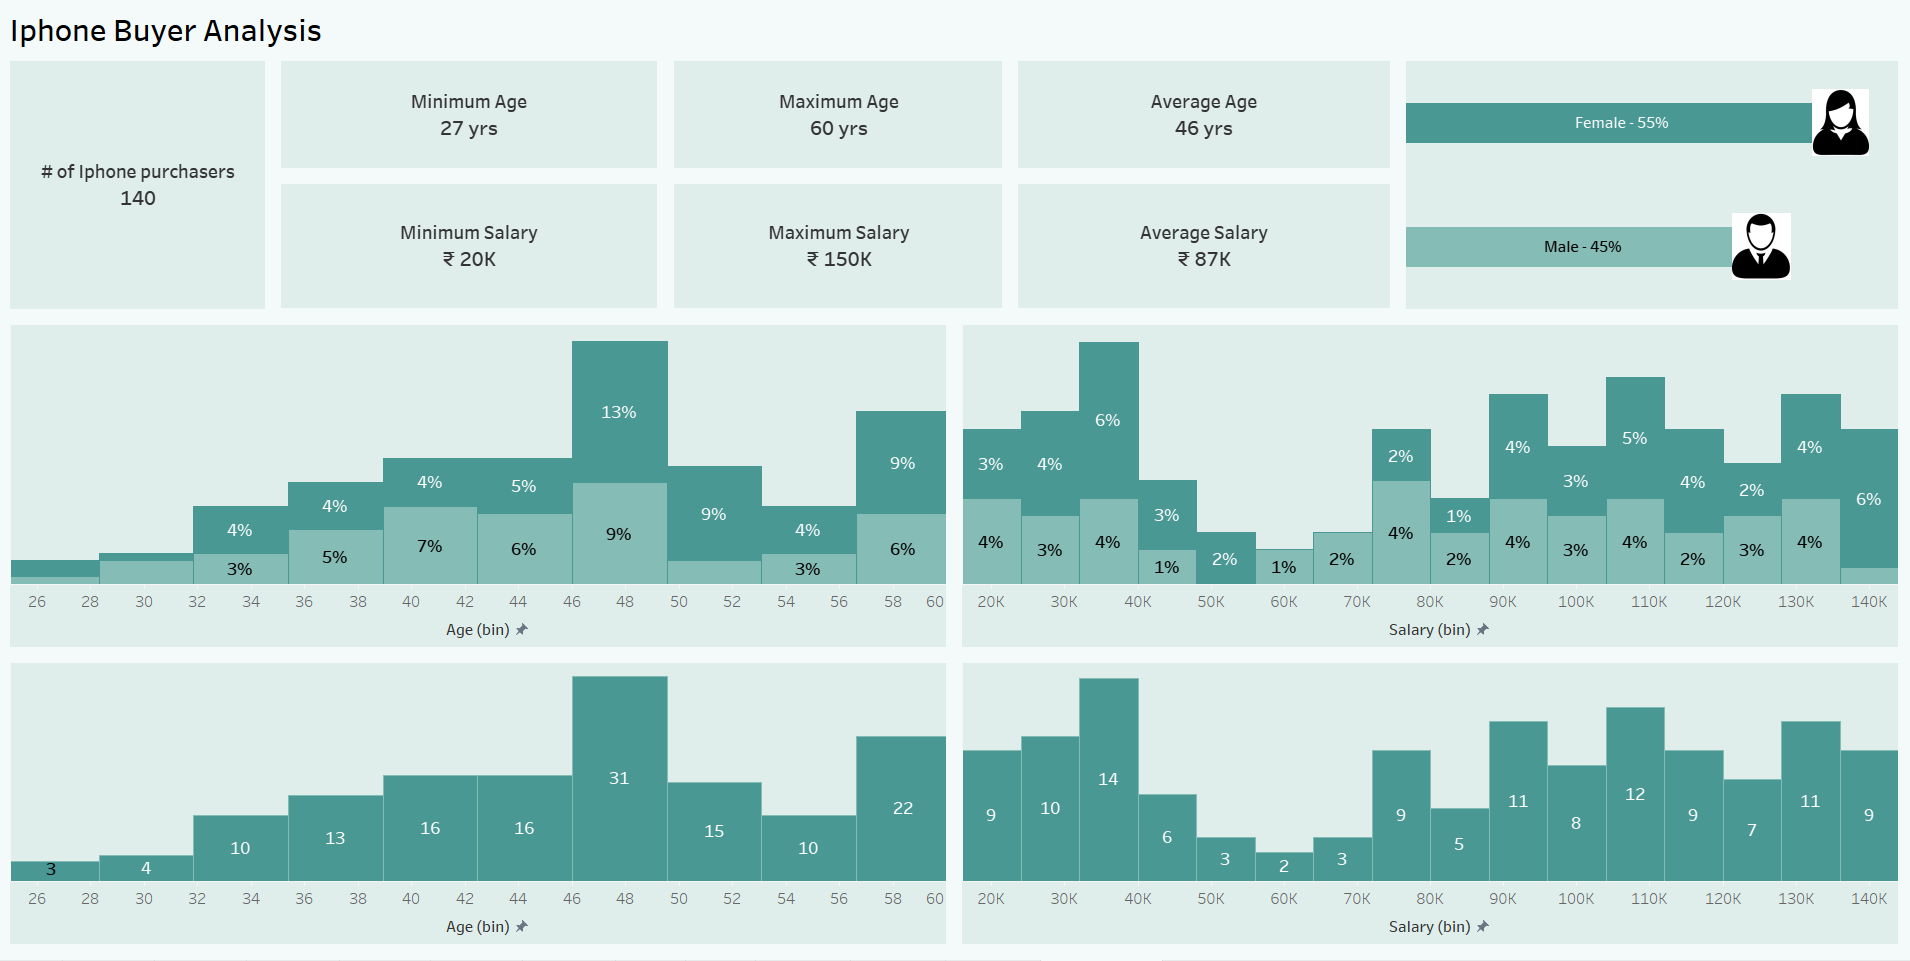 Iphone Buyer Analysis
# of Iphone purchasers
140
Minimum Age
27 yrs
Maximum Age
60 yrs
Average Age
46 yrs
Minimum Salary
₹ 20K
Maximum Salary
₹ 150K
Average Salary
₹ 87K
Female - 55%
Male - 45%
13%
9%
4%
5%
9%
4%
4%
4%
9%
7%
6%
6%
5%
3%
3%
26 28 30 32 34 36 38 40 42 44 46 48 50 52 54 56 58 60
Age (bin)
6%
5%
4%
4%
2%
3%
4%
3%
4%
2%
6%
3%
1%
4%
3%
4%
4%
4%
4%
4%
3%
3%
3%
2%
2%
2%
2%
1%
1%
20K 30K 40K 50K 60K 70K 80K 90K 100K 110K 120K 130K 140K
Salary (bin)
3 4 10 13 16 16 31 15 10 22
26 28 30 32 34 36 38 40 42 44 46 48 50 52 54 56 58 60
Age (bin)
9 10 14 6 3 2 3 9 5 11 8 12 9 7 11 9
20K 30K 40K 50K 60K 70K 80K 90K 100K 110K 120K 130K 140K
Salary (bin)